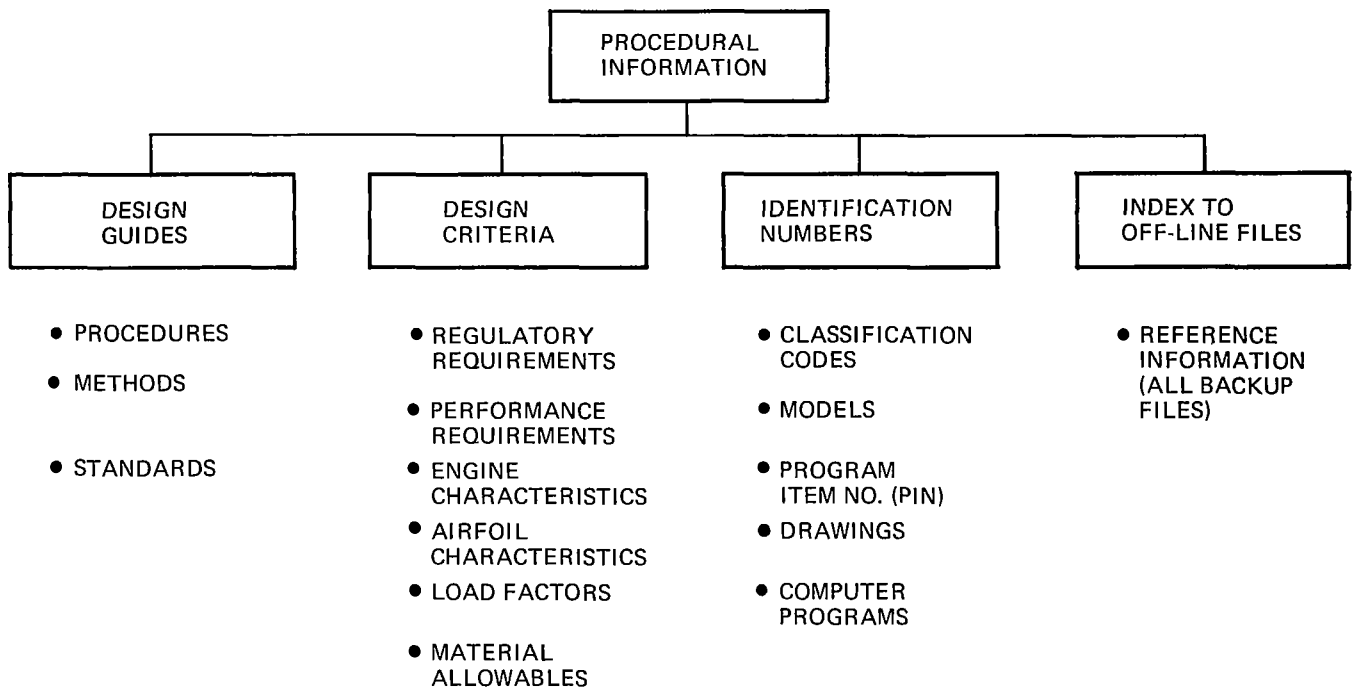 PROCEDURAL
INFORMATION
DESIGN
GUIDES
• PROCEDURES
• METHODS
• STANDARDS
DESIGN
CRITERIA
• REGULATORY
REQUIREMENTS
• PERFORMANCE
REQUIREMENTS
• ENGINE
CHARACTERISTICS
• AIRFOIL
CHARACTERISTICS
• LOAD FACTORS
• MATERIAL
ALLOWABLES
IDENTIFICATION
NUMBERS
• CLASSIFICATION
CODES
• MODELS
• PROGRAM
ITEM NO. (PIN)
• DRAWINGS
• COMPUTER
PROGRAMS
INDEX TO
OFF-LINE FILES
• REFERENCE
INFORMATION
(ALL BACKUP
FILES)